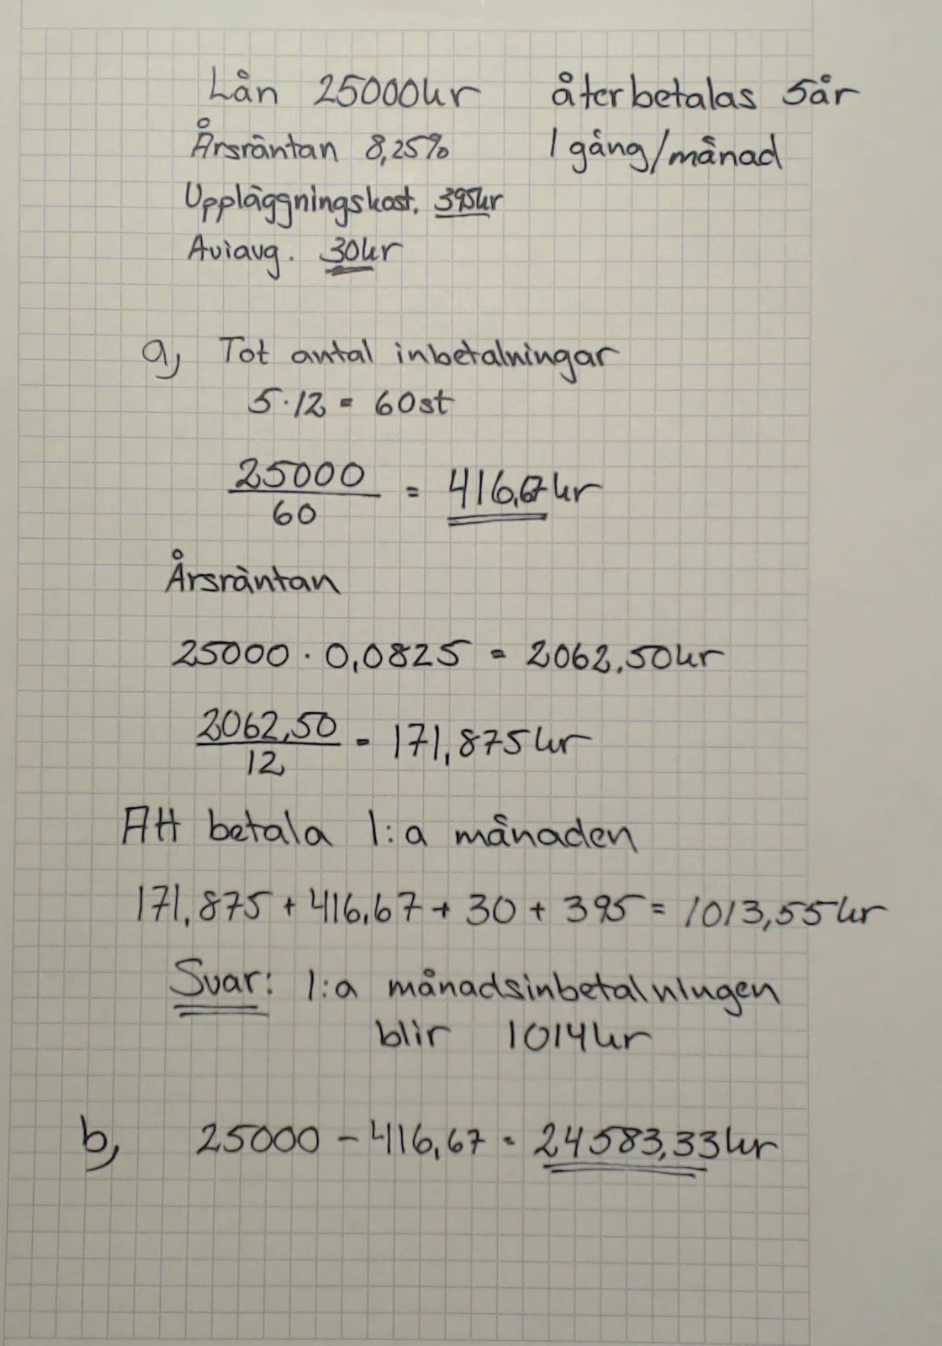 Lån 25000kr återbetalas 5år
Årsräntan 8,25% 1 gång/månad
Uppläggningskost. 395kr
Aviavg. 30kr
a) Tot antal inbetalningar
5·12 = 60st
25000/60 = 416,67kr
Årsräntan
25000 · 0,0825 = 2062,50kr
2062,50/12 = 171,875kr
Att betala 1:a månaden
171,875 + 416,67 + 30 + 395 = 1013,55kr
Svar: 1:a månadsinbetalningen
blir 1014kr
b) 25000 - 416,67 = 24583,33kr